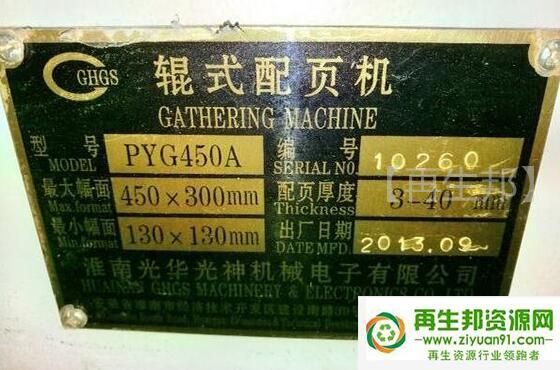 GHGS 辊式配页机
GATHERING MACHINE
型号 PYG450A 编号 10260
MODEL SERIAL NO.
最大幅面 450×300mm 配页厚度 3-40 mm
Max.format Thickness
最小幅面 130×130mm 出厂日期 2013.09
Min.format DATE MFD.
淮南光华光神机械电子有限公司
HUAINAN GHGS MACHINERY & ELECTRONICS CO.,LTD
【再生邦】
再生邦资源网
www.ziyuan91.com
再生资源行业领跑者